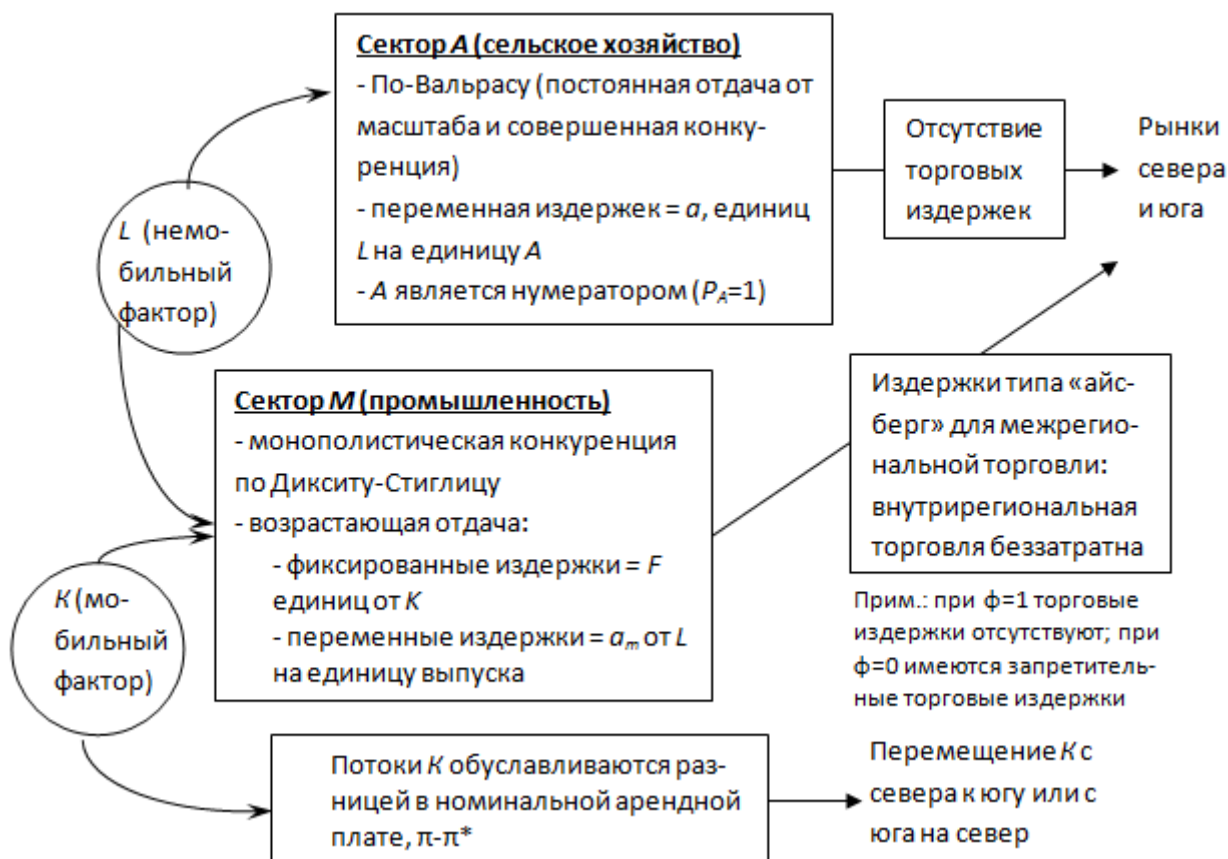 Сектор A (сельское хозяйство)
- По-Вальрасу (постоянная отдача от
масштаба и совершенная конку-
ренция)
- переменная издержек = a, единиц
L на единицу A
- A является нумератором (PA=1)
Отсутствие
торговых
издержек
Рынки
севера
и юга
L (немо-
бильный
фактор)
Сектор M (промышленность)
- монополистическая конкуренция
по Дикситу-Стиглицу
- возрастающая отдача:
- фиксированные издержки = F
единиц от K
- переменные издержки = am от L
на единицу выпуска
Издержки типа «айс-
берг» для межрегио-
нальной торговли:
внутрирегиональная
торговля беззатратна
Прим.: при ф=1 торговые
издержки отсутствуют; при
ф=0 имеются запретитель-
ные торговые издержки
K (мо-
бильный
фактор)
Потоки K обуславливаются раз-
ницей в номинальной арендной
плате, π-π*
Перемещение K с
севера к югу или с
юга на север